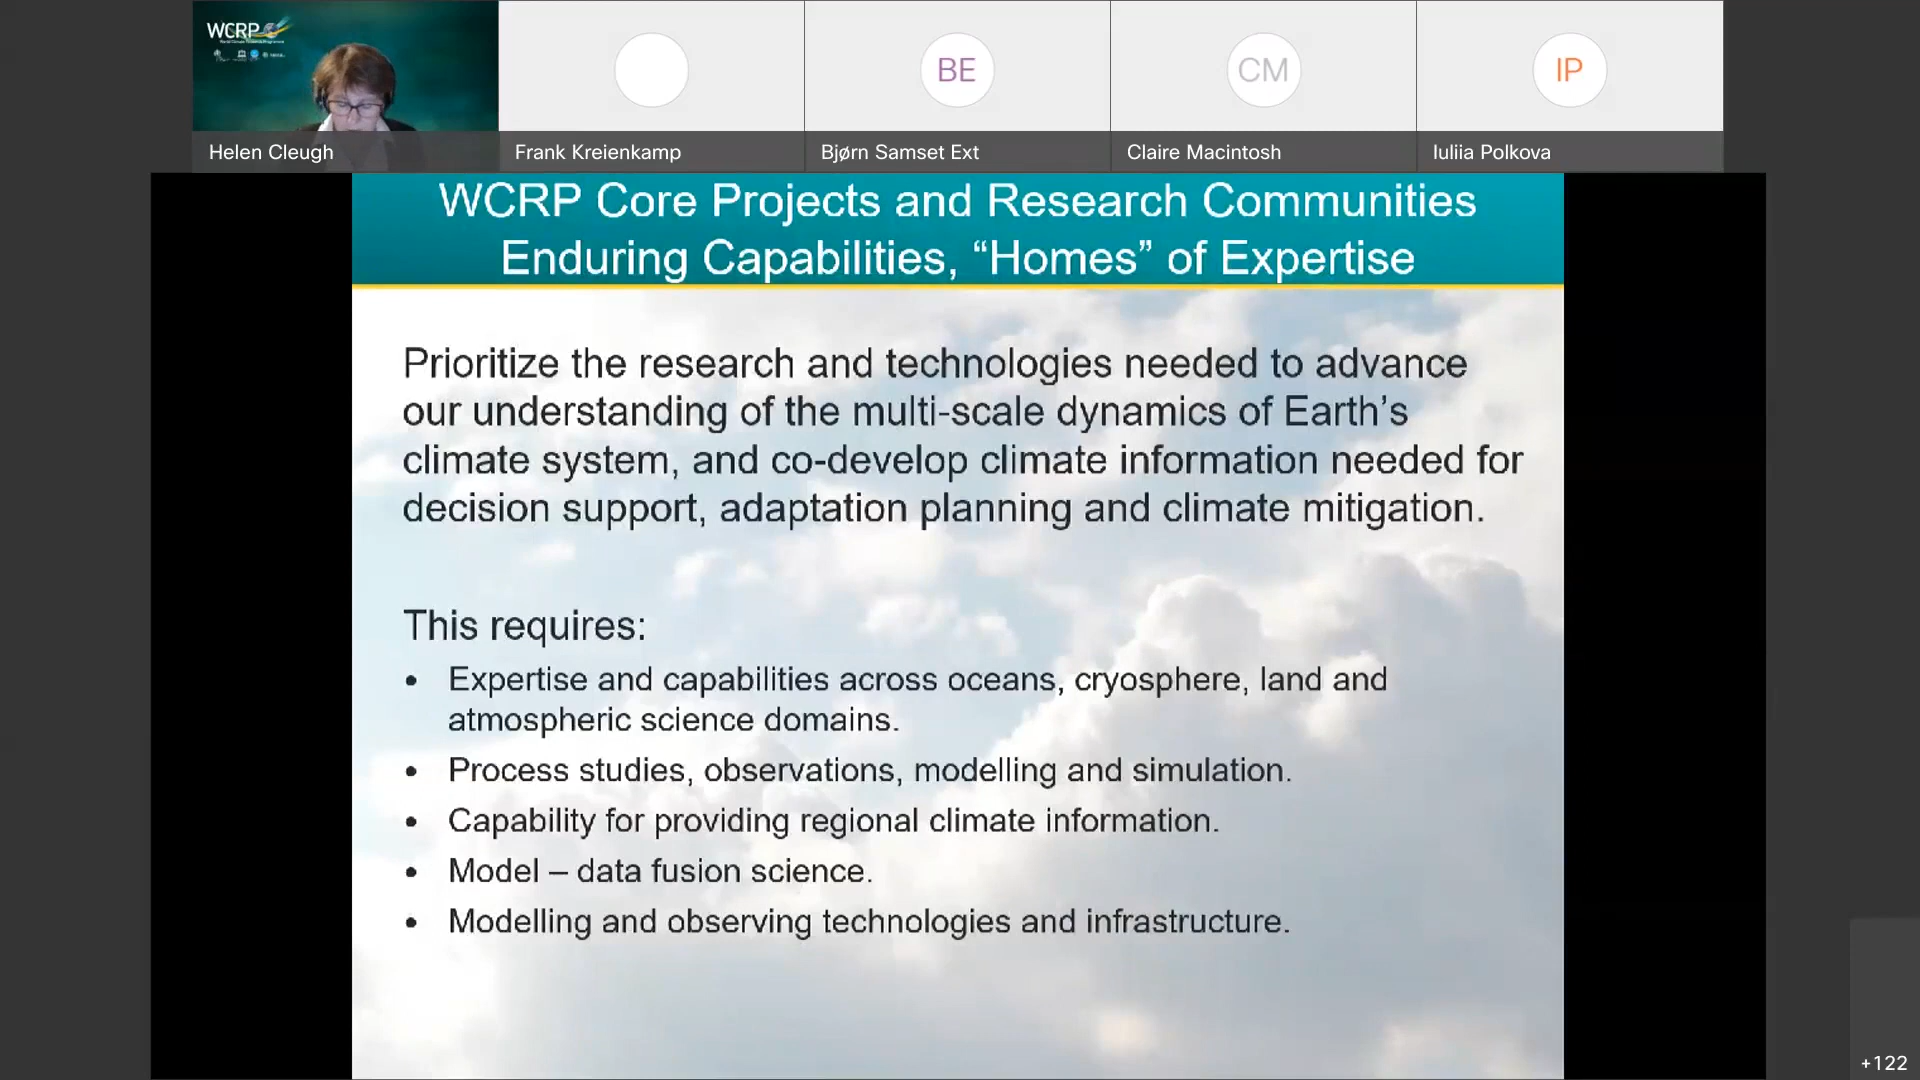 WCRP
BE
CM
IP
Helen Cleugh
Frank Kreienkamp
Bjørn Samset Ext
Claire Macintosh
Iuliia Polkova
WCRP Core Projects and Research Communities
Enduring Capabilities, “Homes” of Expertise
Prioritize the research and technologies needed to advance
our understanding of the multi-scale dynamics of Earth’s
climate system, and co-develop climate information needed for
decision support, adaptation planning and climate mitigation.
This requires:
• Expertise and capabilities across oceans, cryosphere, land and
atmospheric science domains.
• Process studies, observations, modelling and simulation.
• Capability for providing regional climate information.
• Model – data fusion science.
• Modelling and observing technologies and infrastructure.
+122